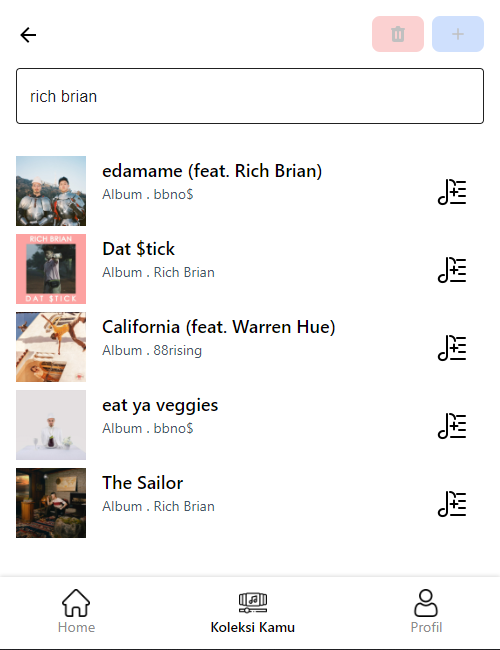 rich brian
edamame (feat. Rich Brian)
Album . bbno$
RICH BRIAN
DAT $TICK
Dat $tick
Album . Rich Brian
California (feat. Warren Hue)
Album . 88rising
eat ya veggies
Album . bbno$
The Sailor
Album . Rich Brian
Home
Koleksi Kamu
Profil